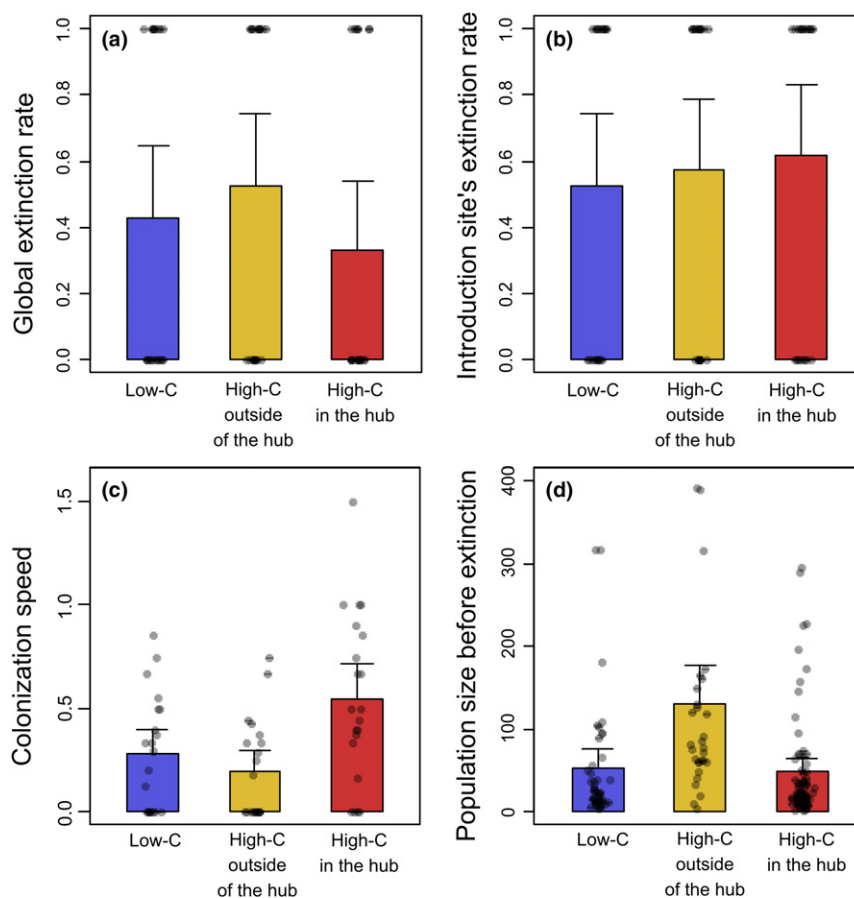 (a)
Global extinction rate
1.0
0.8
0.6
0.4
0.2
0.0
Low-C
High-C
outside
of the hub
High-C
in the hub
(b)
Introduction site's extinction rate
1.0
0.8
0.6
0.4
0.2
0.0
Low-C
High-C
outside
of the hub
High-C
in the hub
(c)
Colonization speed
1.5
1.0
0.5
0.0
Low-C
High-C
outside
of the hub
High-C
in the hub
(d)
Population size before extinction
400
300
200
100
0
Low-C
High-C
outside
of the hub
High-C
in the hub